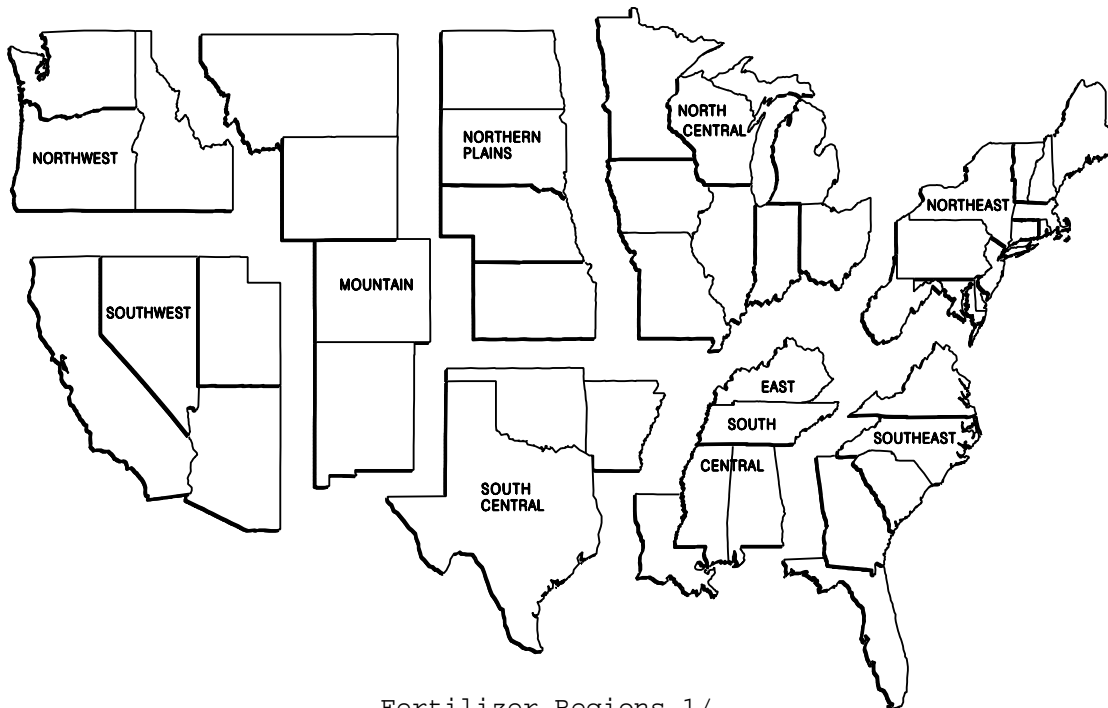 NORTHWEST
NORTHERN
PLAINS
NORTH
CENTRAL
NORTHEAST
SOUTHWEST
MOUNTAIN
EAST
SOUTH
CENTRAL
SOUTHEAST
SOUTH
CENTRAL
Fertilizer Regions 1/